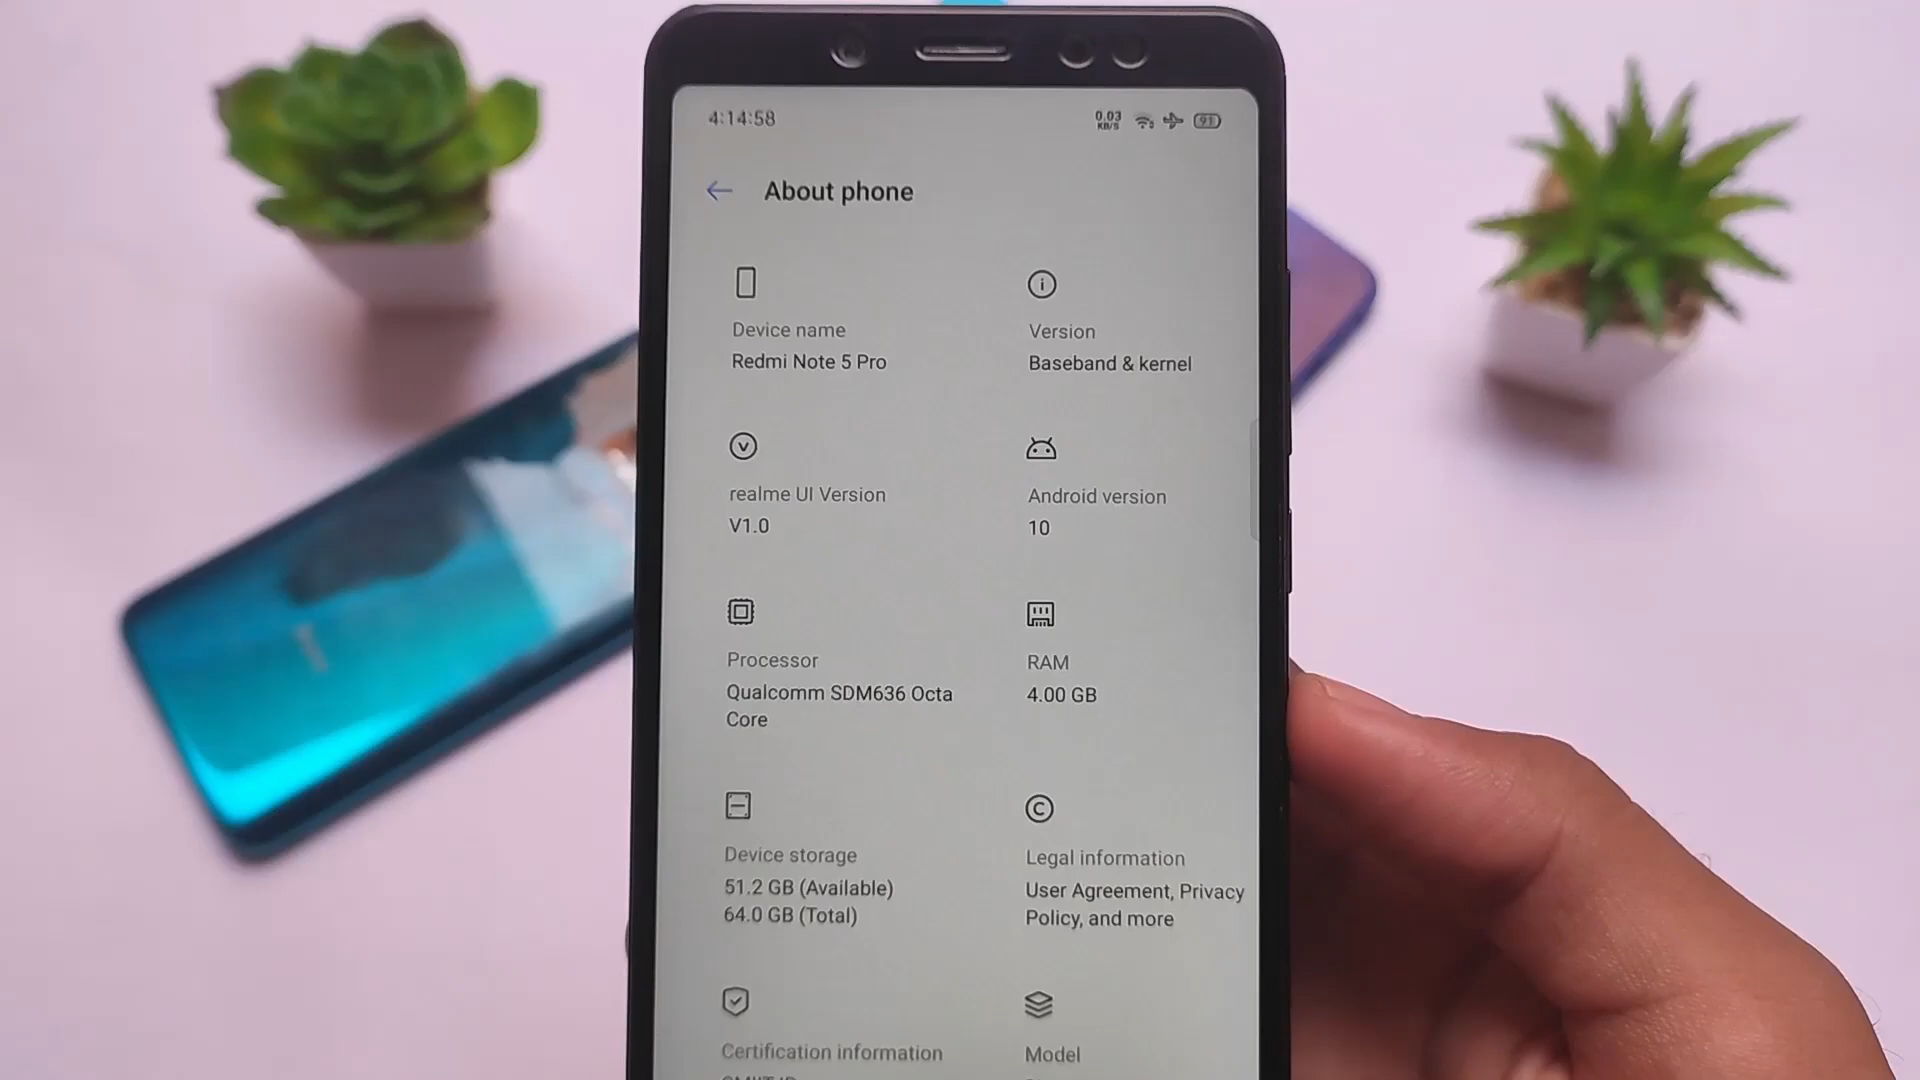 4:14:58
0.03
KB/S
91
About phone
Device name
Redmi Note 5 Pro
Version
Baseband & kernel
realme UI Version
V1.0
Android version
10
Processor
Qualcomm SDM636 Octa
Core
RAM
4.00 GB
Device storage
51.2 GB (Available)
64.0 GB (Total)
Legal information
User Agreement, Privacy
Policy, and more
Certification information
Model